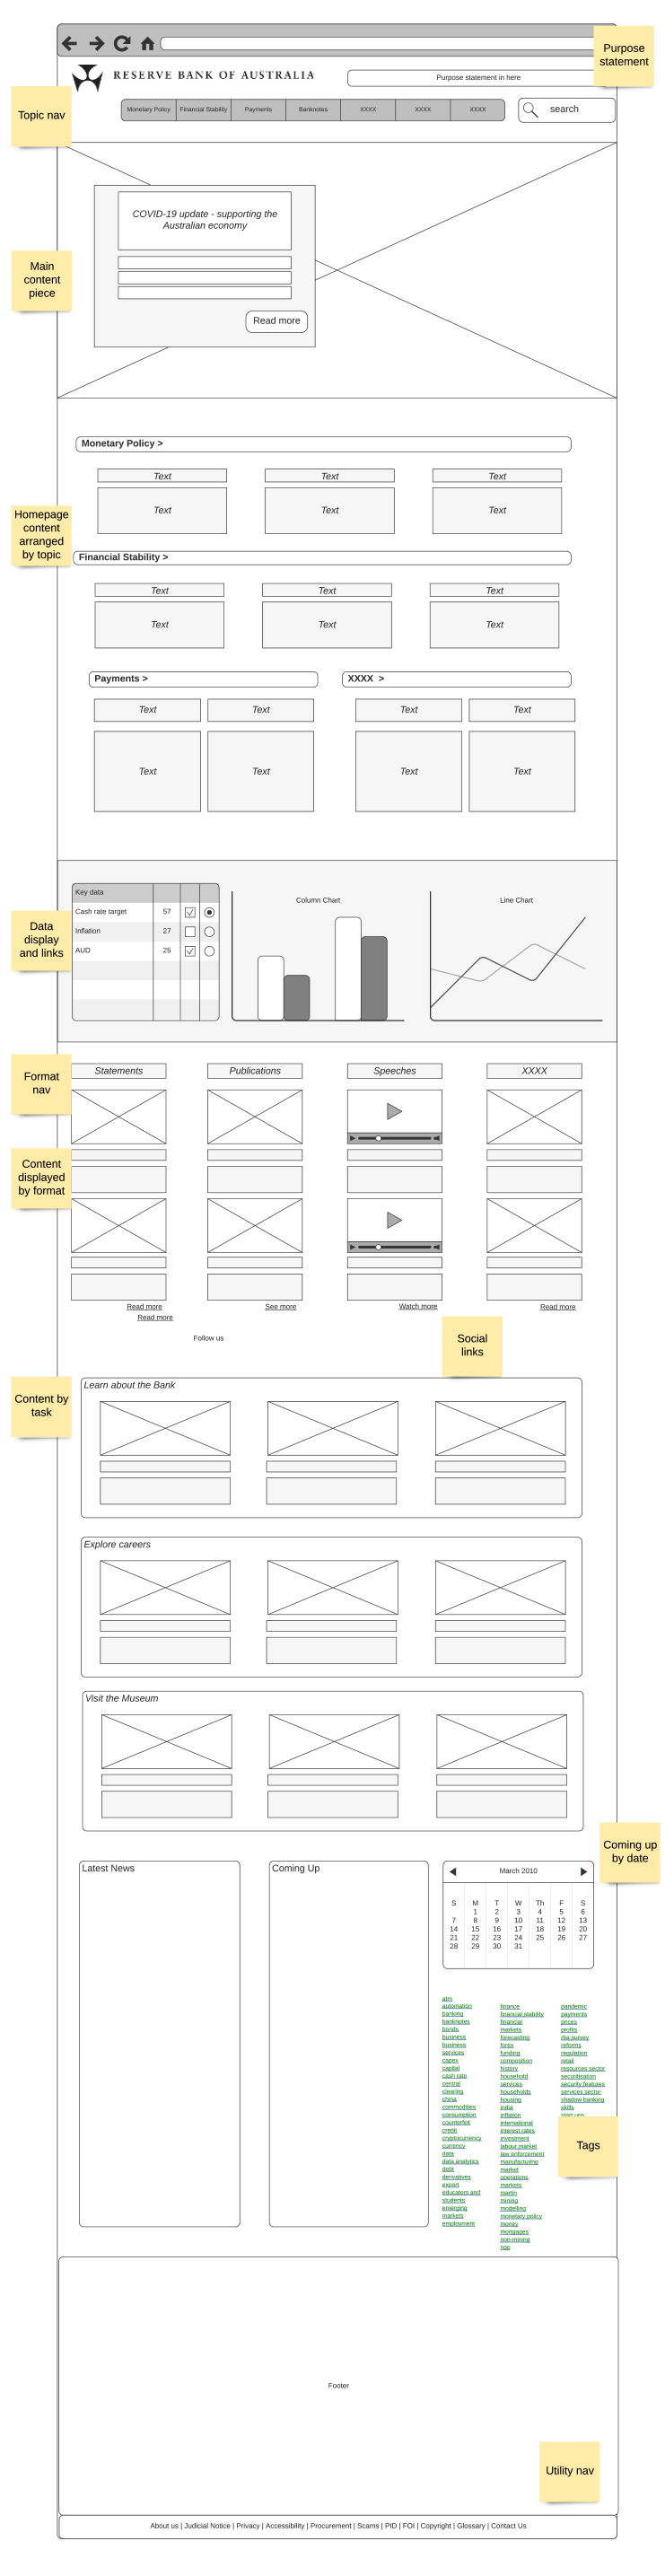 Purpose
statement
RESERVE BANK OF AUSTRALIA
Purpose statement in here
Topic nav
Monetary Policy
Financial Stability
Payments
Banknotes
XXXX
XXXX
XXXX
search
COVID-19 update - supporting the
Australian economy
Main
content
piece
Read more
Monetary Policy >
Text
Text
Text
Text
Text
Text
Homepage
content
arranged
by topic
Financial Stability >
Text
Text
Text
Text
Text
Text
Payments >
XXXX >
Text
Text
Text
Text
Text
Text
Text
Text
Data
display
and links
Key data
Cash rate target 57
Inflation 27
AUD 25
Column Chart
Line Chart
Format
nav
Statements
Publications
Speeches
XXXX
Content
displayed
by format
Read more
Read more
See more
Watch more
Read more
Follow us
Social
links
Content by
task
Learn about the Bank
Explore careers
Visit the Museum
Coming up
by date
Latest News
Coming Up
March 2010
S M T W Th F S
1 2 3 4 5 6
7 8 9 10 11 12 13
14 15 16 17 18 19 20
21 22 23 24 25 26 27
28 29 30 31
atm
automation
banking
banknotes
bonds
business
business
services
capex
capital
cash rate
central
clearing
china
commodities
consumption
counterfeit
credit
cryptocurrency
currency
data
data analytics
debt
derivatives
export
educators and
students
emerging
markets
employment
finance
financial stability
financial
markets
forecasting
forex
funding
composition
history
household
services
households
housing
india
inflation
international
interest rates
investment
labour market
law enforcement
manufacturing
market
operations
markets
martin
mining
modelling
monetary policy
money
mortgages
non-mining
npp
pandemic
payments
prices
profits
rba survey
reforms
regulation
retail
resources sector
securitisation
security features
services sector
shadow banking
skills
Tags
Footer
Utility nav
About us | Judicial Notice | Privacy | Accessibility | Procurement | Scams | PID | FOI | Copyright | Glossary | Contact Us